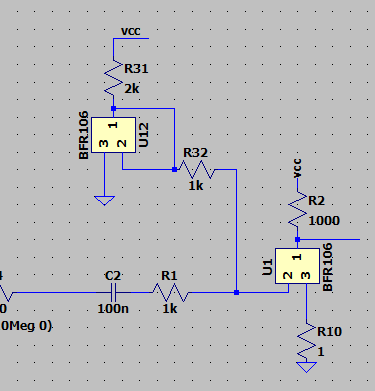 vcc
R31
2k
BFR106
1
3 2
U12
R32
1k
vcc
R2
1000
U1
1
2 3
BFR106
4
0
0Meg 0)
C2
100n
R1
1k
R10
1